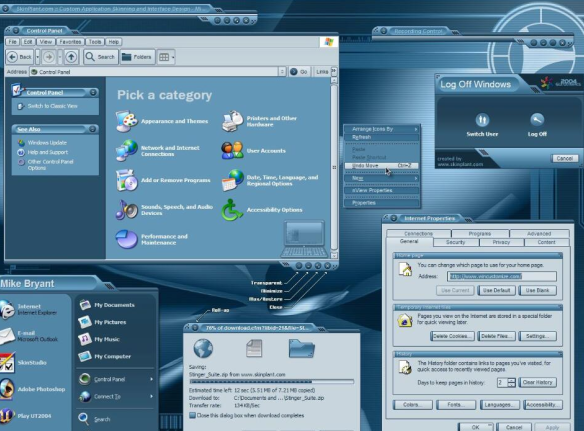 SkinPlant.com :: Custom Application Skinning and Interface Design
Control Panel
File Edit View Favorites Tools Help
Back Search Folders
Address Control Panel Go Links
Control Panel
Switch to Classic View
See Also
Windows Update
Help and Support
Other Control Panel
Options
Pick a category
Appearance and Themes
Printers and Other
Hardware
Network and Internet
Connections
User Accounts
Add or Remove Programs
Date, Time, Language, and
Regional Options
Sounds, Speech, and Audio
Devices
Accessibility Options
Performance and
Maintenance
Recording Control
Log Off Windows
2004
Switch User Log Off
created by
www.skinplant.com
Cancel
Arrange Icons By
Refresh
Paste
Paste Shortcut
Undo Move Ctrl+Z
New
nView Properties
Properties
Transparent
Minimize
Max/Restore
Close
Roll-up
Internet Properties
Connections Programs Advanced
General Security Privacy Content
Home page
You can change which page to use for your home page.
Address: http://www.wincustomize.com/
Use Current Use Default Use Blank
Temporary Internet files
Pages you view on the Internet are stored in a special folder
for quick viewing later.
Delete Cookies... Delete Files... Settings...
History
The History folder contains links to pages you've visited, for
quick access to recently viewed pages.
Days to keep pages in history: 2 Clear History
Colors... Fonts... Languages... Accessibility...
OK Cancel Apply
Mike Bryant
Internet
Internet Explorer
E-mail
Microsoft Outlook
SkinStudio
Adobe Photoshop
Play UT2004
My Documents
My Pictures
My Music
My Computer
Control Panel
Connect To
Search
Saving:
Stinger_Suite.zip from www.skinplant.com
Estimated time left: 12 sec (5.51 MB of 7.21 MB copied)
Download to: C:\Documents and ...\Stinger_Suite.zip
Transfer rate: 134 KB/Sec
Close this dialog box when download completes